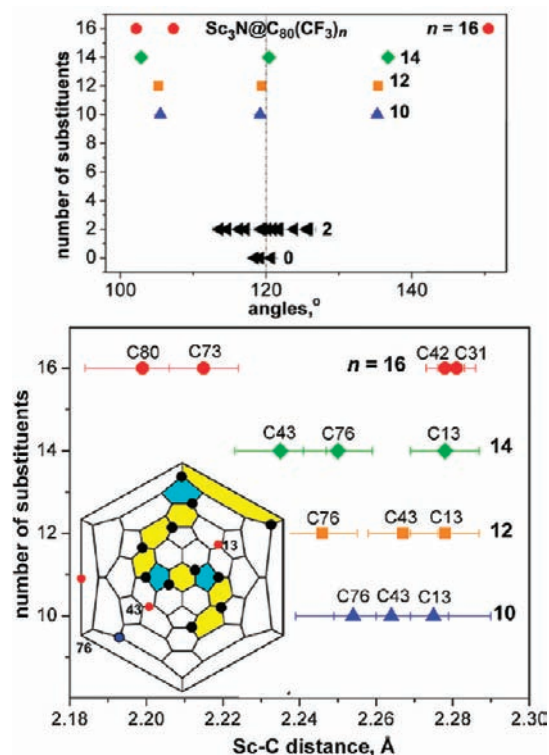 16
Sc3N@C80(CF3)n
n = 16
14
14
12
12
10
10
8
6
4
2
2
0
0
100
120
140
number of substituents
angles,°
C80
C73
C42
C31
16
n = 16
C43
C76
C13
14
14
C76
C43
C13
12
12
C76
C43
C13
10
10
13
43
76
2.18
2.20
2.22
2.24
2.26
2.28
2.30
number of substituents
Sc-C distance, Å